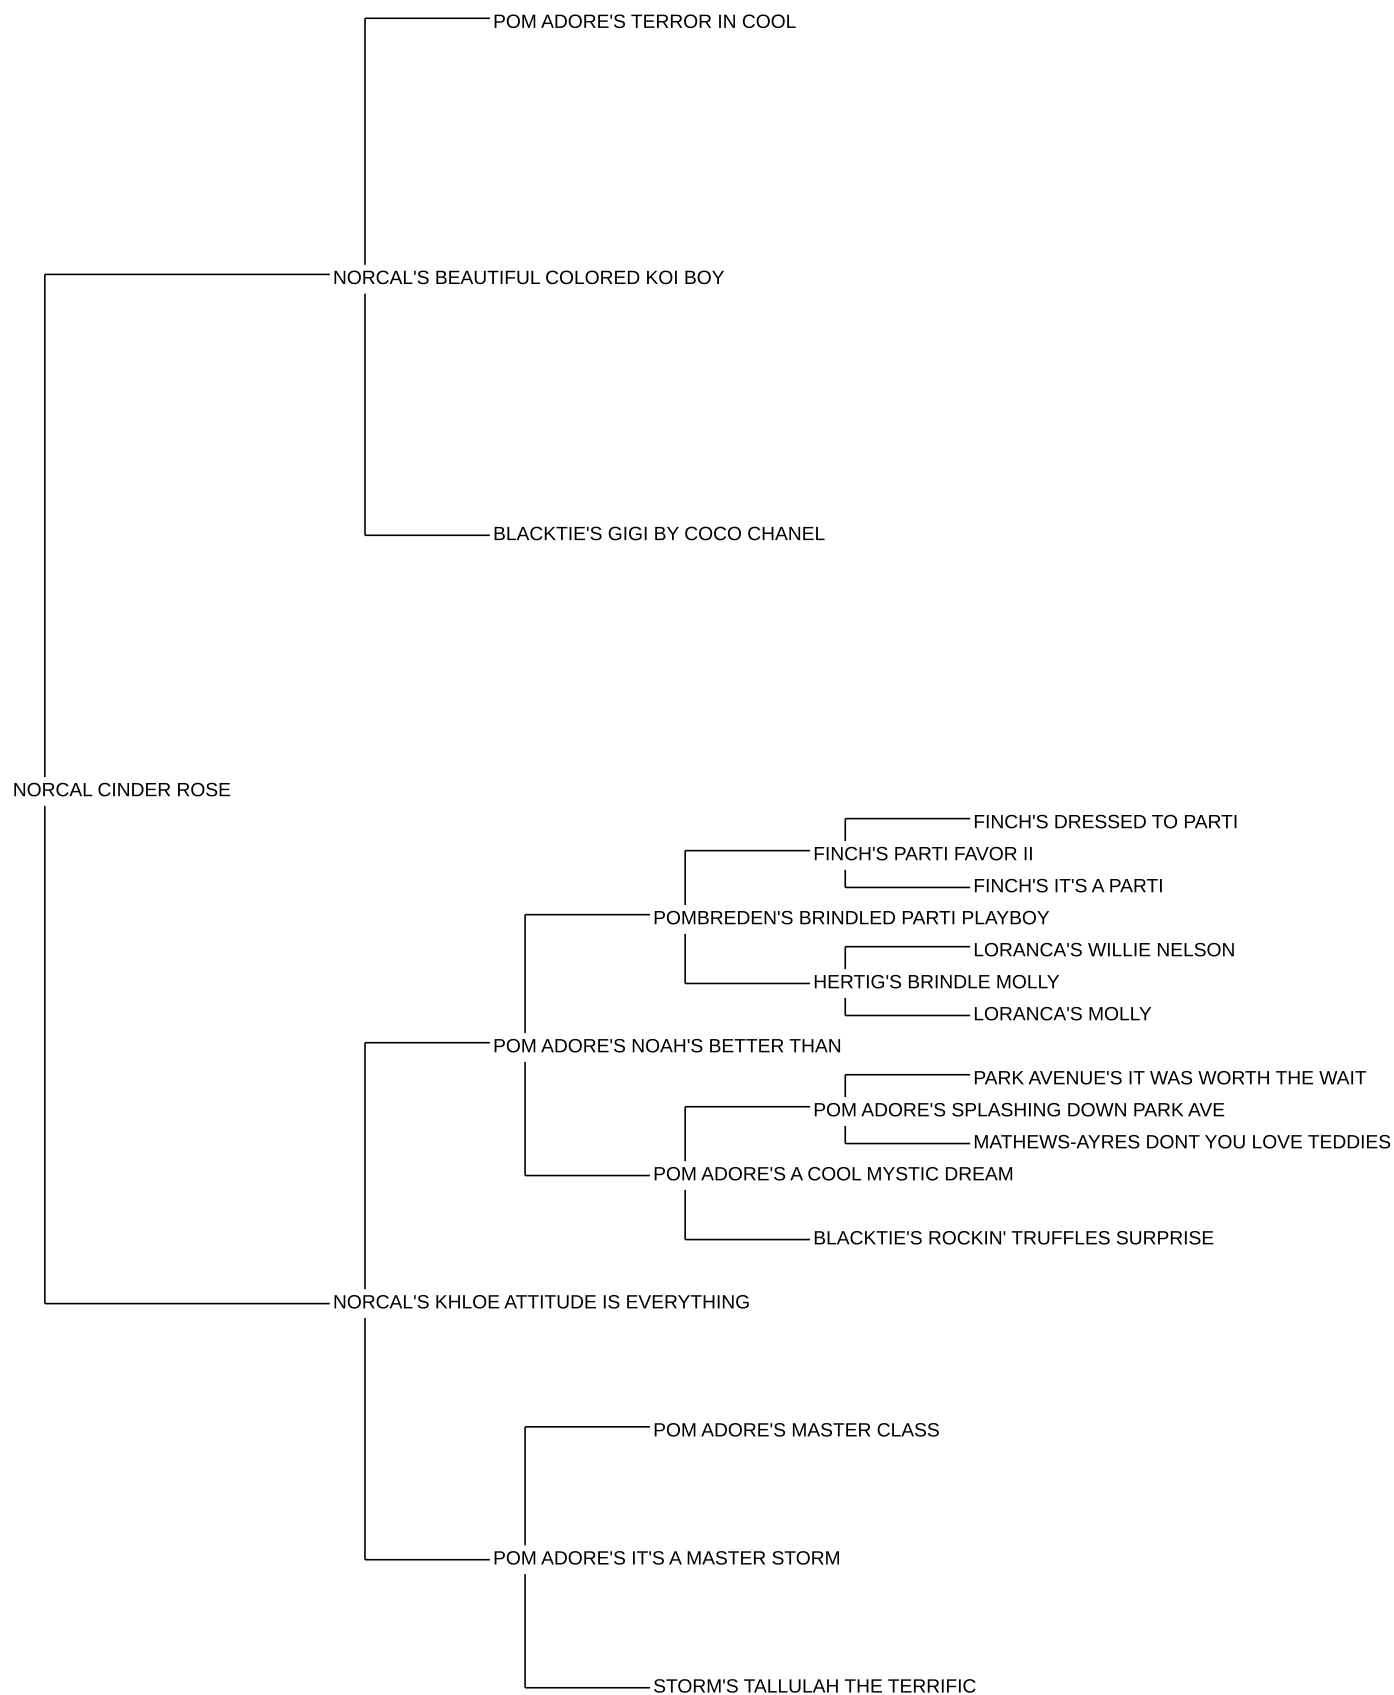 POM ADORE'S TERROR IN COOL
NORCAL'S BEAUTIFUL COLORED KOI BOY
BLACKTIE'S GIGI BY COCO CHANEL
NORCAL CINDER ROSE
FINCH'S DRESSED TO PARTI
FINCH'S PARTI FAVOR II
FINCH'S IT'S A PARTI
POMBREDEN'S BRINDLED PARTI PLAYBOY
LORANCA'S WILLIE NELSON
HERTIG'S BRINDLE MOLLY
LORANCA'S MOLLY
POM ADORE'S NOAH'S BETTER THAN
PARK AVENUE'S IT WAS WORTH THE WAIT
POM ADORE'S SPLASHING DOWN PARK AVE
MATHEWS-AYRES DONT YOU LOVE TEDDIES
POM ADORE'S A COOL MYSTIC DREAM
BLACKTIE'S ROCKIN' TRUFFLES SURPRISE
NORCAL'S KHLOE ATTITUDE IS EVERYTHING
POM ADORE'S MASTER CLASS
POM ADORE'S IT'S A MASTER STORM
STORM'S TALLULAH THE TERRIFIC